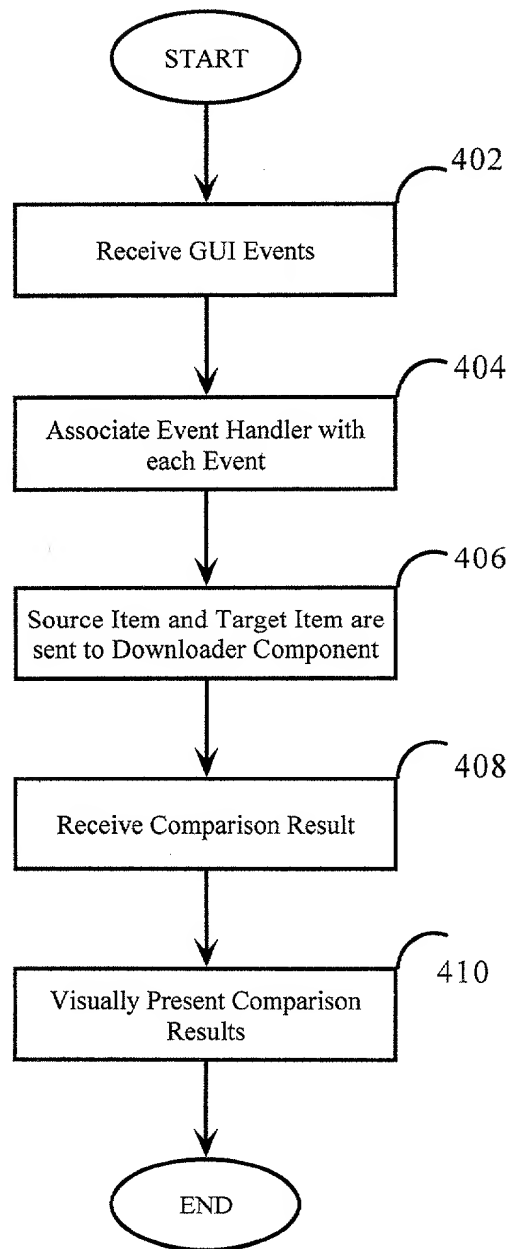 START
402
Receive GUI Events
404
Associate Event Handler with
each Event
406
Source Item and Target Item are
sent to Downloader Component
408
Receive Comparison Result
410
Visually Present Comparison
Results
END